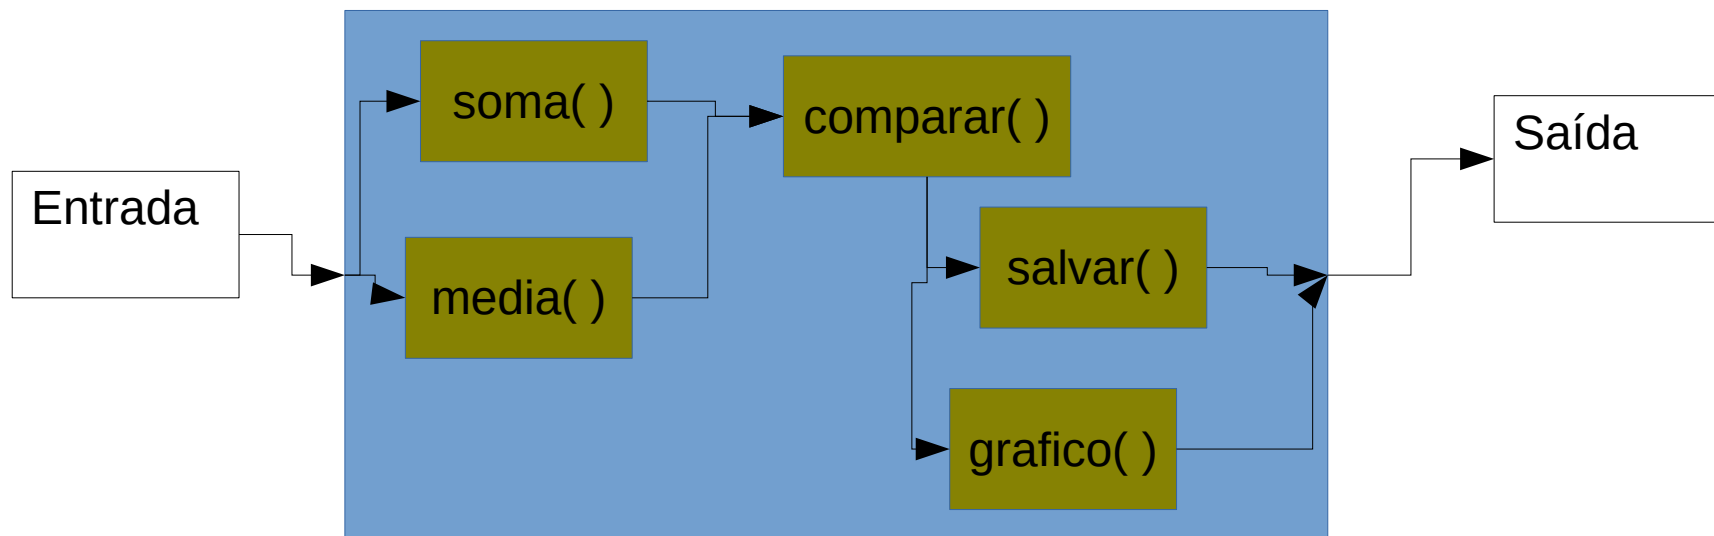 Entrada
soma( )
media( )
comparar( )
salvar( )
grafico( )
Saída